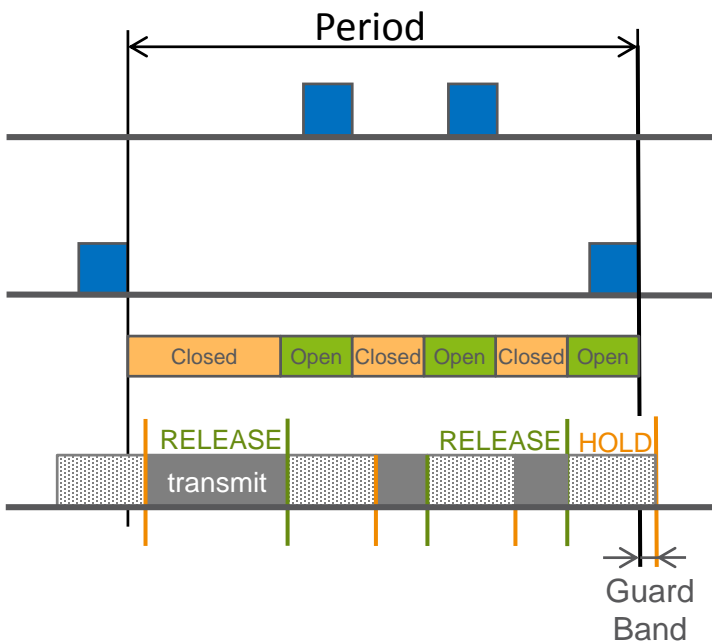 Period
Closed Open Closed Open Closed Open
RELEASE RELEASE HOLD
transmit
Guard
Band